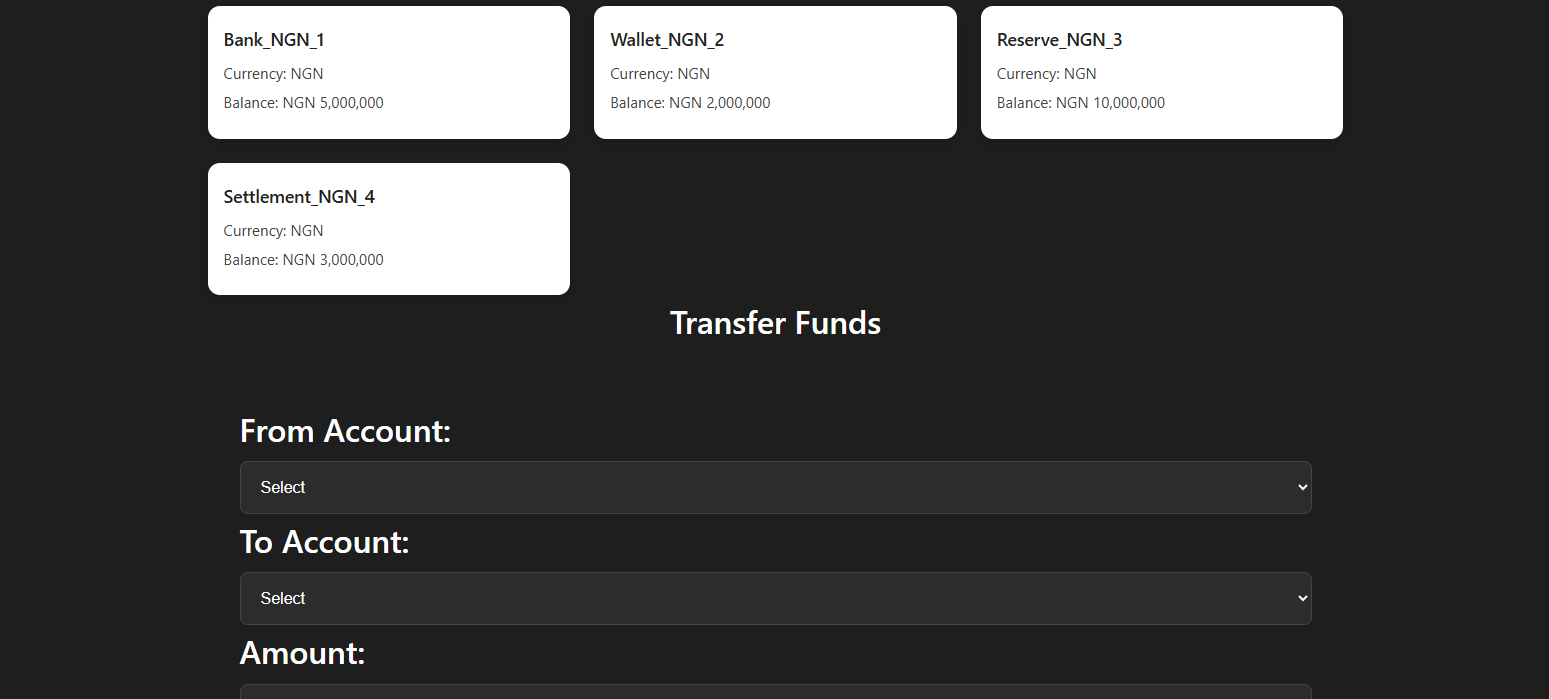 Bank_NGN_1
Currency: NGN
Balance: NGN 5,000,000
Wallet_NGN_2
Currency: NGN
Balance: NGN 2,000,000
Reserve_NGN_3
Currency: NGN
Balance: NGN 10,000,000
Settlement_NGN_4
Currency: NGN
Balance: NGN 3,000,000
Transfer Funds
From Account:
Select
To Account:
Select
Amount: